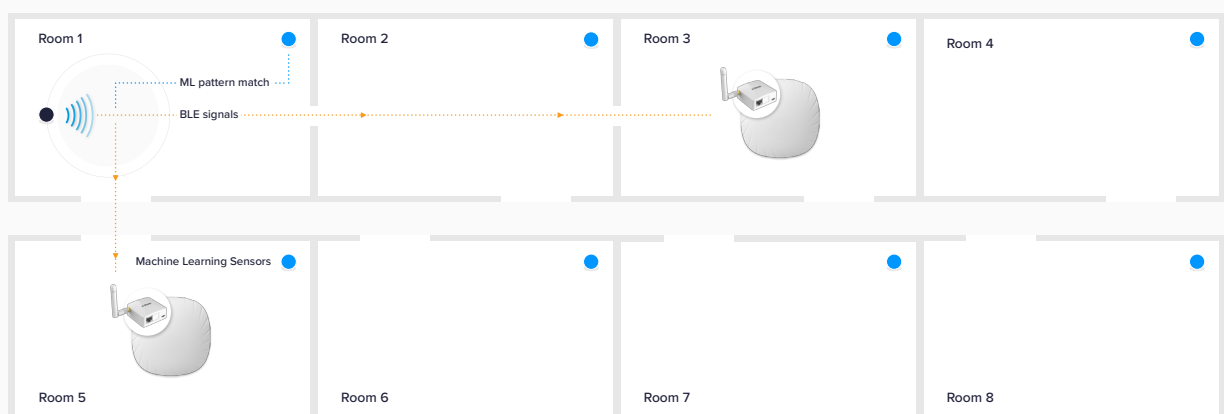 Room 1
Room 2
Room 3
Room 4
ML pattern match
BLE signals
Machine Learning Sensors
Room 5
Room 6
Room 7
Room 8